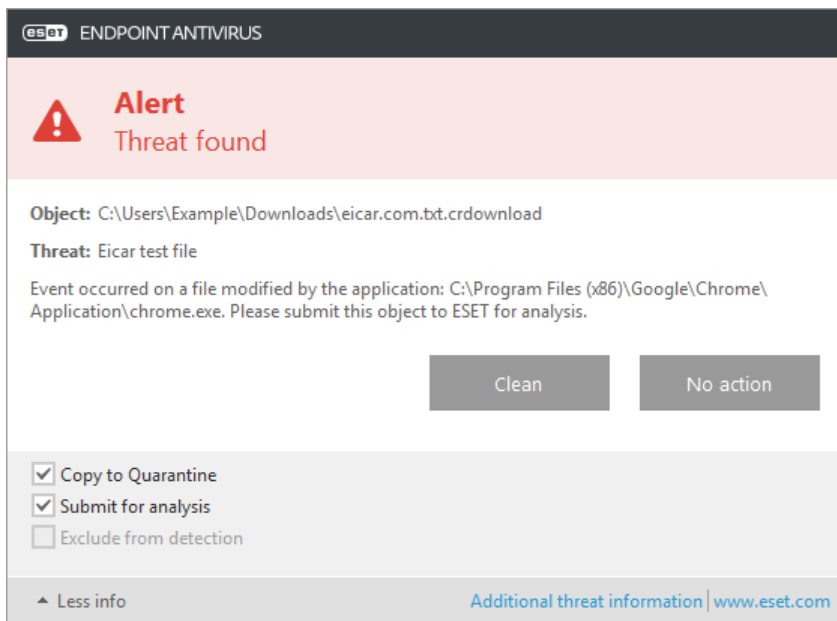 eset ENDPOINT ANTIVIRUS
Alert
Threat found
Object: C:\Users\Example\Downloads\eicar.com.txt.crdownload
Threat: Eicar test file
Event occurred on a file modified by the application: C:\Program Files (x86)\Google\Chrome\
Application\chrome.exe. Please submit this object to ESET for analysis.
Clean No action
Copy to Quarantine
Submit for analysis
Exclude from detection
Less info Additional threat information | www.eset.com